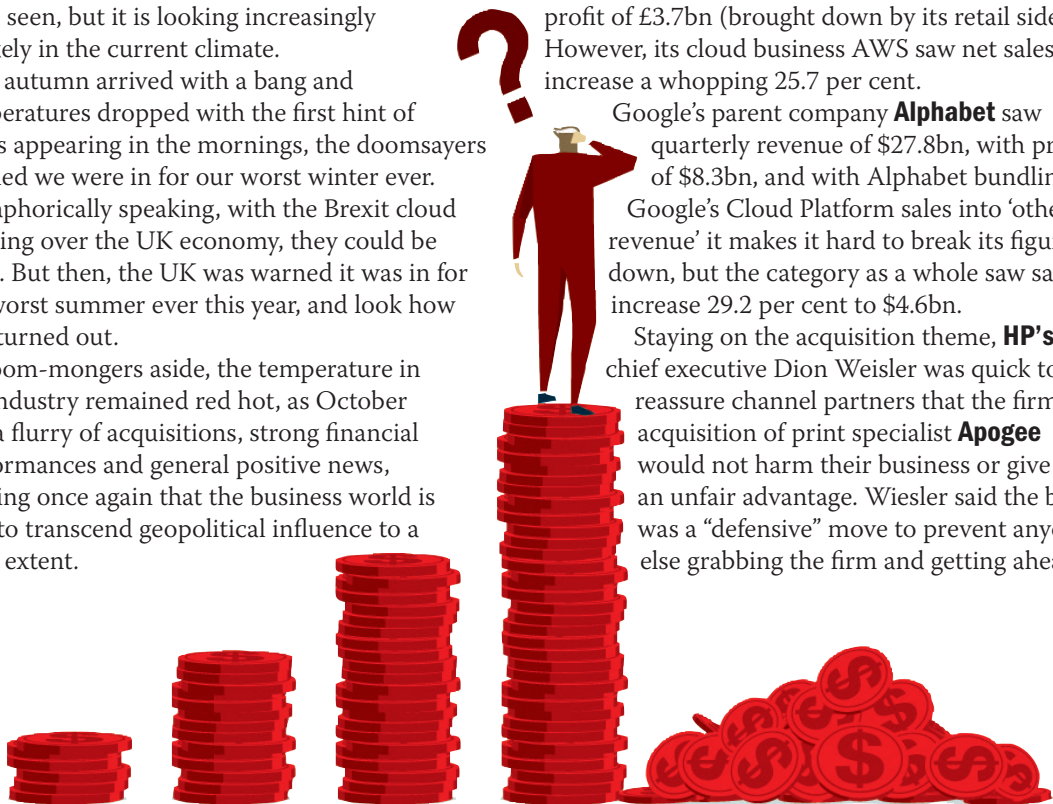 seen, but it is looking increasingly
ely in the current climate.
autumn arrived with a bang and
peratures dropped with the first hint of
s appearing in the mornings, the doomsayers
ned we were in for our worst winter ever.
aphorically speaking, with the Brexit cloud
ing over the UK economy, they could be
. But then, the UK was warned it was in for
worst summer ever this year, and look how
turned out.
oom-mongers aside, the temperature in
ndustry remained red hot, as October
a flurry of acquisitions, strong financial
ormances and general positive news,
ing once again that the business world is
to transcend geopolitical influence to a
extent.
profit of £3.7bn (brought down by its retail side
However, its cloud business AWS saw net sales
increase a whopping 25.7 per cent.
Google's parent company Alphabet saw
quarterly revenue of $27.8bn, with pr
of $8.3bn, and with Alphabet bundlin
Google's Cloud Platform sales into ‘othe
revenue’ it makes it hard to break its figu
down, but the category as a whole saw sa
increase 29.2 per cent to $4.6bn.
Staying on the acquisition theme, HP's
chief executive Dion Weisler was quick to
reassure channel partners that the firm
acquisition of print specialist Apogee
would not harm their business or give
an unfair advantage. Wiesler said the b
was a “defensive” move to prevent anyo
else grabbing the firm and getting ahea
?
$
$
$
$
$
$
$